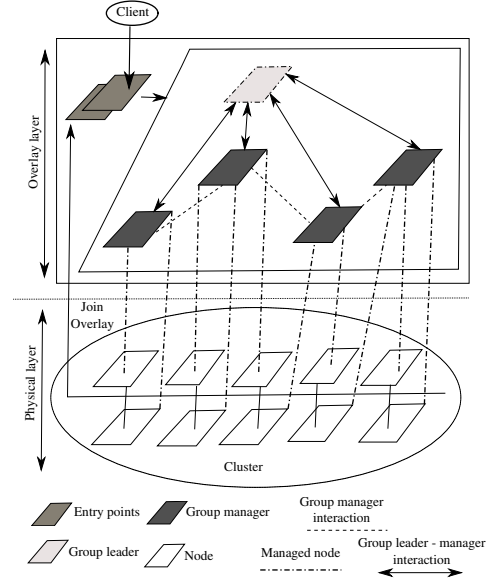 Client
Overlay layer
Join
Overlay
Physical layer
Cluster
Entry points
Group manager
Group manager
interaction
Group leader
Node
Managed node
Group leader - manager
interaction